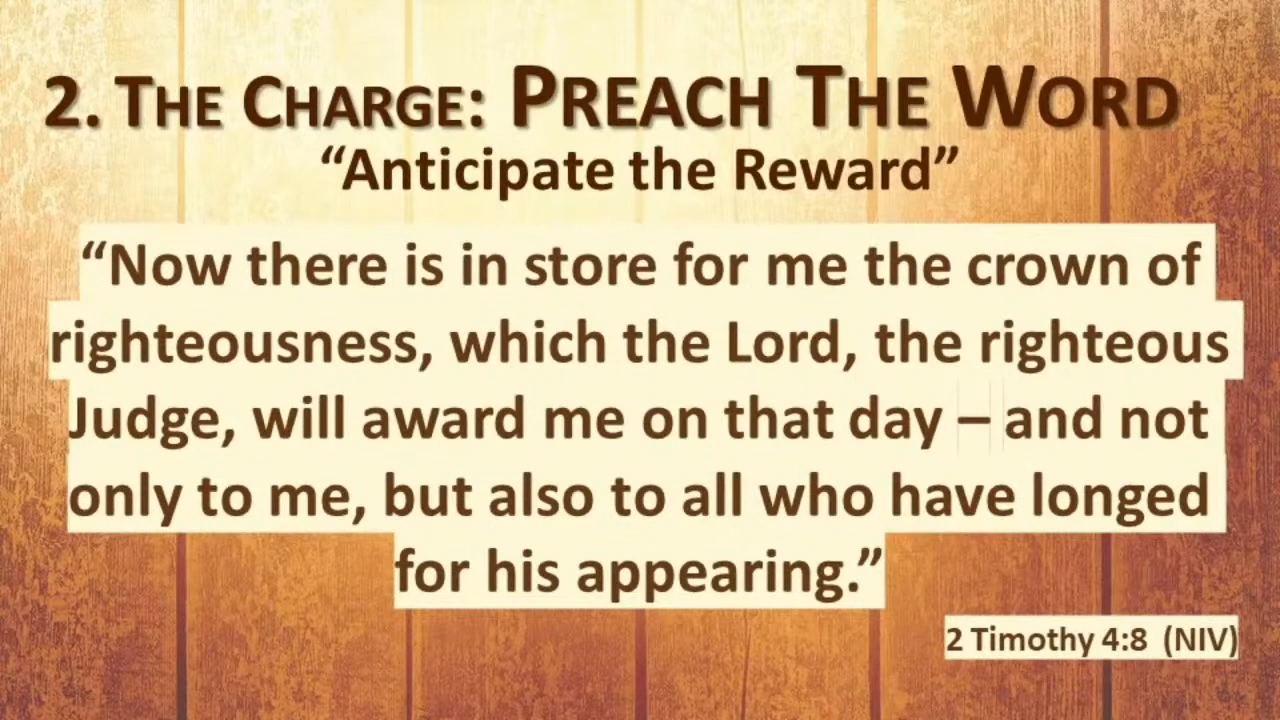 2. THE CHARGE: PREACH THE WORD
“Anticipate the Reward”
“Now there is in store for me the crown of
righteousness, which the Lord, the righteous
Judge, will award me on that day – and not
only to me, but also to all who have longed
for his appearing.”
2 Timothy 4:8 (NIV)